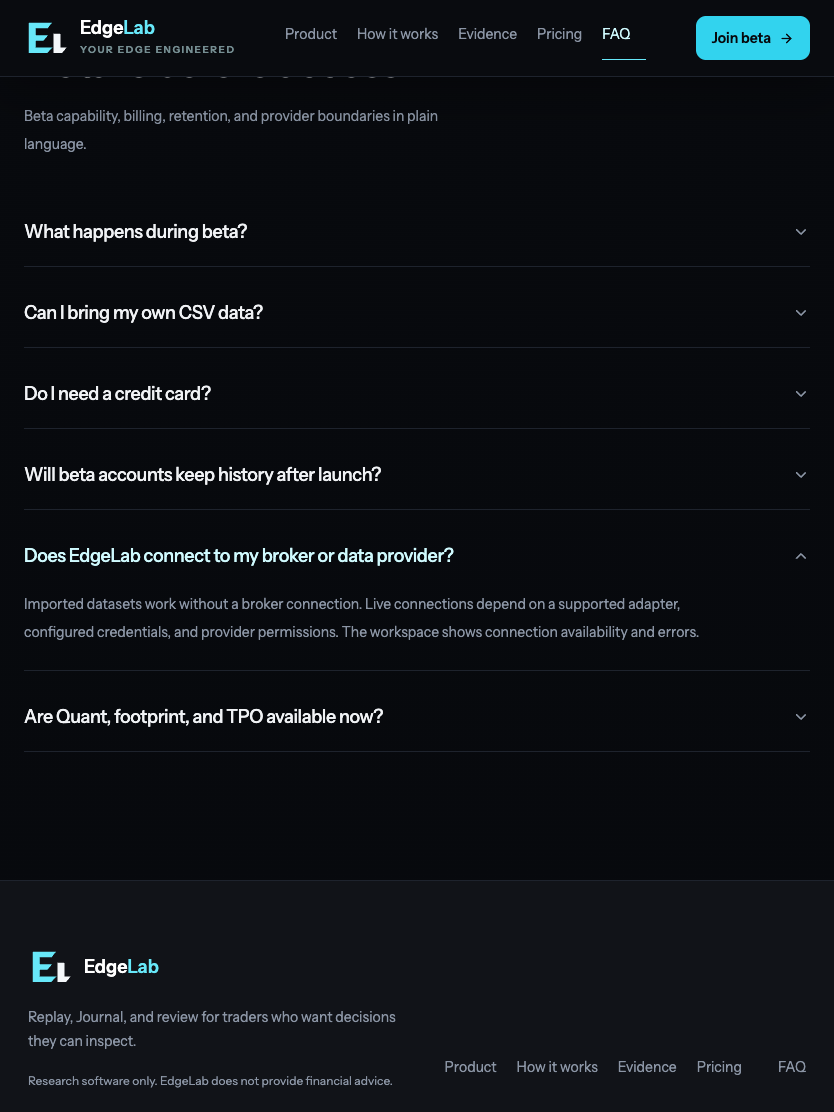 EdgeLab
YOUR EDGE ENGINEERED
Product
How it works
Evidence
Pricing
FAQ
Join beta
Beta capability, billing, retention, and provider boundaries in plain
language.
What happens during beta?
Can I bring my own CSV data?
Do I need a credit card?
Will beta accounts keep history after launch?
Does EdgeLab connect to my broker or data provider?
Imported datasets work without a broker connection. Live connections depend on a supported adapter,
configured credentials, and provider permissions. The workspace shows connection availability and errors.
Are Quant, footprint, and TPO available now?
EdgeLab
Replay, Journal, and review for traders who want decisions
they can inspect.
Research software only. EdgeLab does not provide financial advice.
Product
How it works
Evidence
Pricing
FAQ